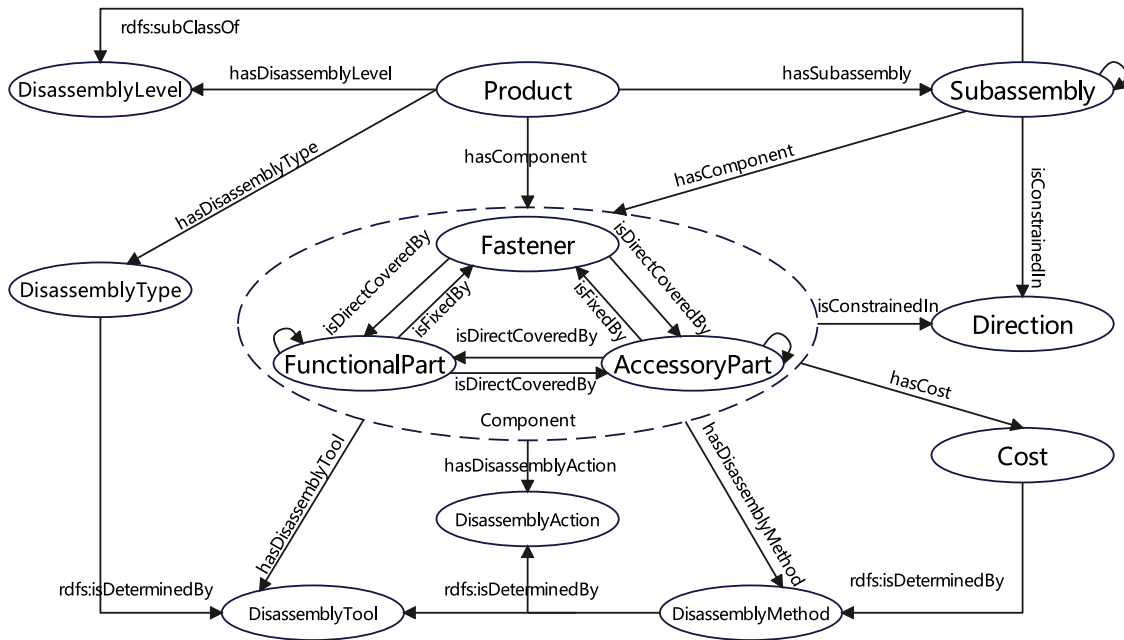 rdfs:subClassOf
hasDisassemblyLevel
hasSubassembly
DisassemblyLevel
Product
Subassembly
hasDisassemblyType
hasComponent
hasComponent
isConstrainedIn
Fastener
isDirectCoveredBy
isDirectCoveredBy
isFixedBy
isFixedBy
DisassemblyType
isConstrainedIn
Direction
isDirectCoveredBy
FunctionalPart
AccessoryPart
isDirectCoveredBy
hasCost
Component
hasDisassemblyTool
hasDisassemblyAction
hasDisassemblyMethod
Cost
DisassemblyAction
rdfs:isDeterminedBy
rdfs:isDeterminedBy
rdfs:isDeterminedBy
DisassemblyTool
DisassemblyMethod